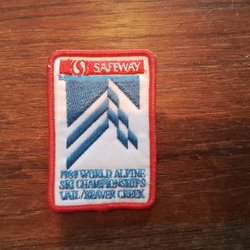 SAFEWAY
1989 WORLD ALPINE
SKI CHAMPIONSHIPS
VAIL/BEAVER CREEK